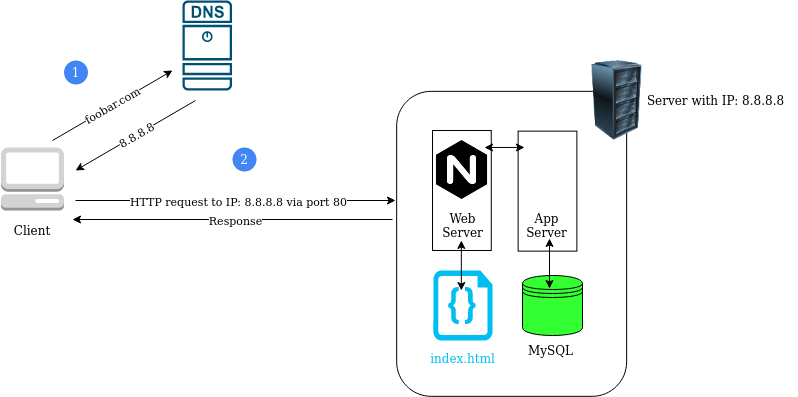 DNS
1
foobar.com
8.8.8.8
2
Server with IP: 8.8.8.8
HTTP request to IP: 8.8.8.8 via port 80
Response
Client
N
Web
Server
App
Server
{}
index.html
MySQL